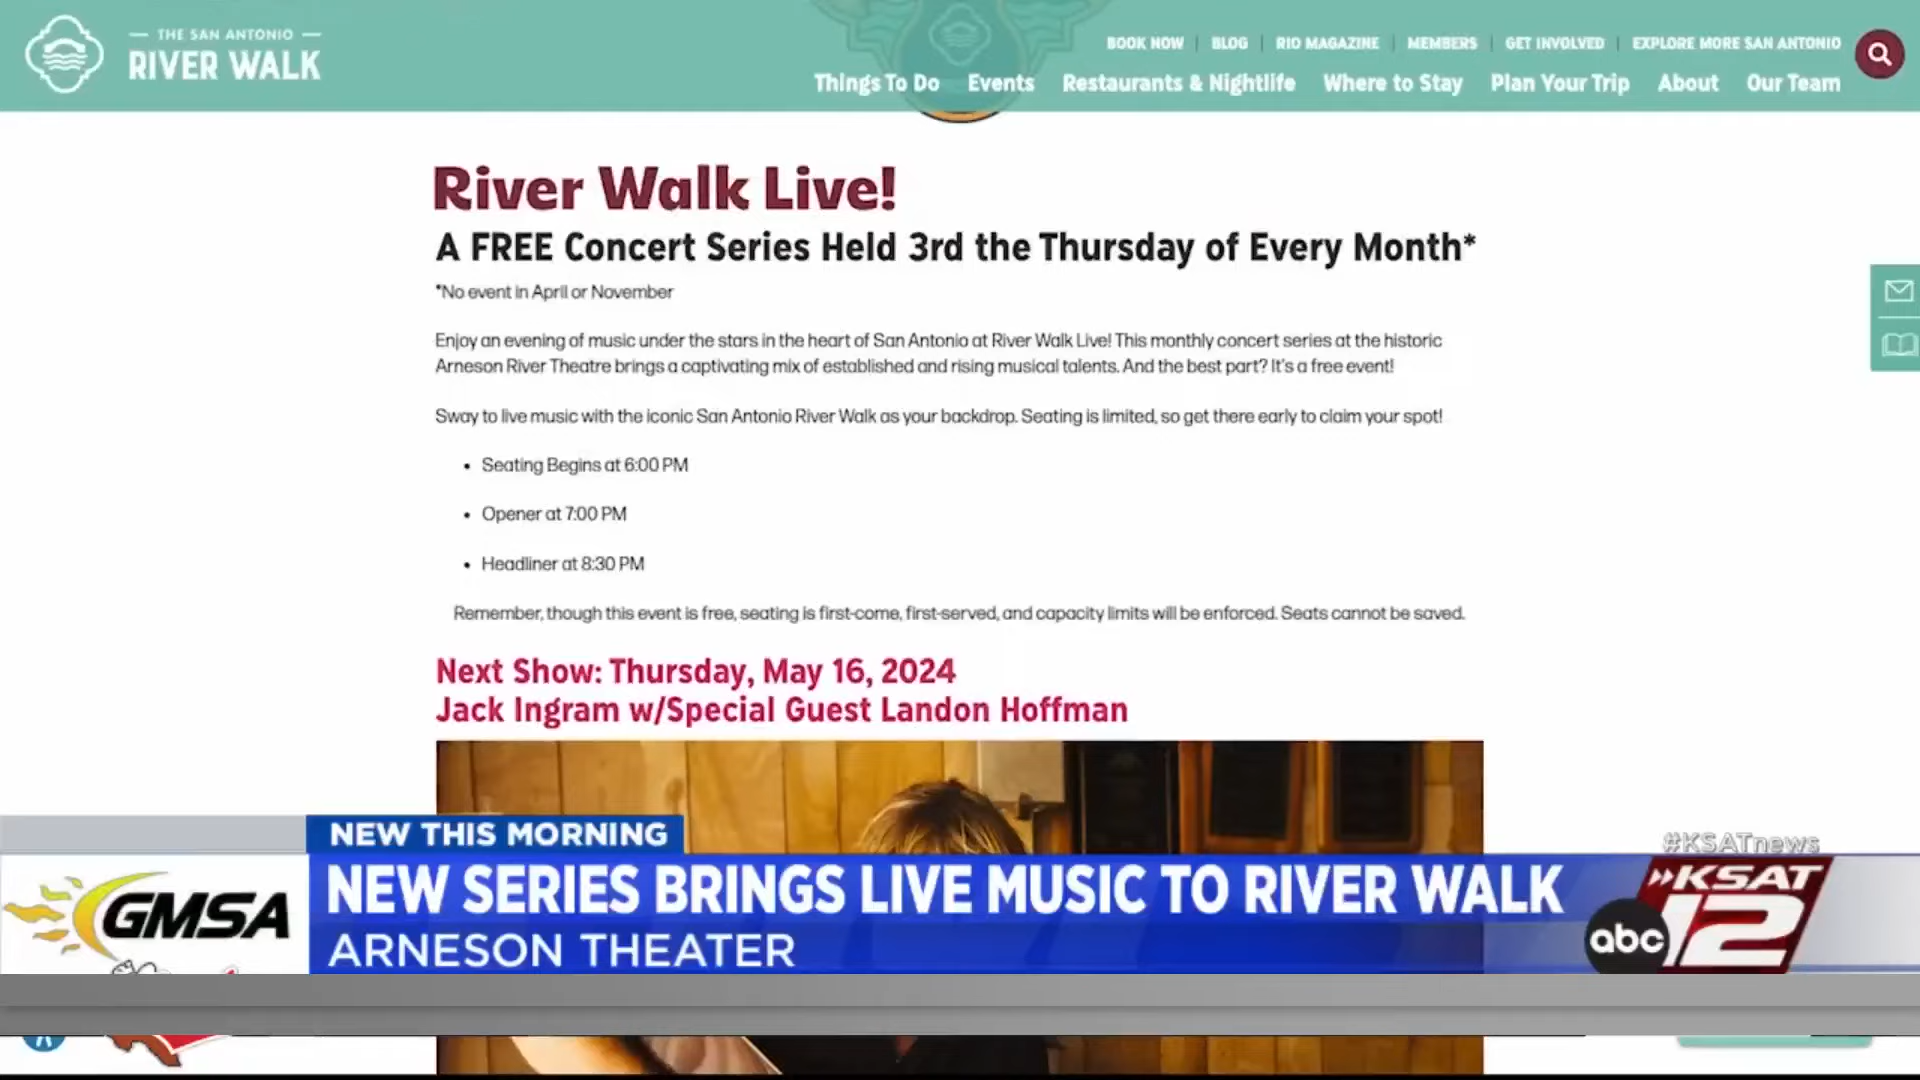 THE SAN ANTONIO
RIVER WALK
BOOK NOW
BLOG
RIO MAGAZINE
MEMBERS
GET INVOLVED
EXPLORE MORE SAN ANTONIO
Things To Do
Events
Restaurants & Nightlife
Where to Stay
Plan Your Trip
About
Our Team
River Walk Live!
A FREE Concert Series Held 3rd the Thursday of Every Month*
*No event in April or November
Enjoy an evening of music under the stars in the heart of San Antonio at River Walk Live! This monthly concert series at the historic
Arneson River Theatre brings a captivating mix of established and rising musical talents. And the best part? It's a free event!
Sway to live music with the iconic San Antonio River Walk as your backdrop. Seating is limited, so get there early to claim your spot!
• Seating Begins at 6:00 PM
• Opener at 7:00 PM
• Headliner at 8:30 PM
Remember, though this event is free, seating is first-come, first-served, and capacity limits will be enforced. Seats cannot be saved.
Next Show: Thursday, May 16, 2024
Jack Ingram w/Special Guest Landon Hoffman
NEW THIS MORNING
#KSATnews
NEW SERIES BRINGS LIVE MUSIC TO RIVER WALK
ARNESON THEATER
GMSA
KSAT
abc
12